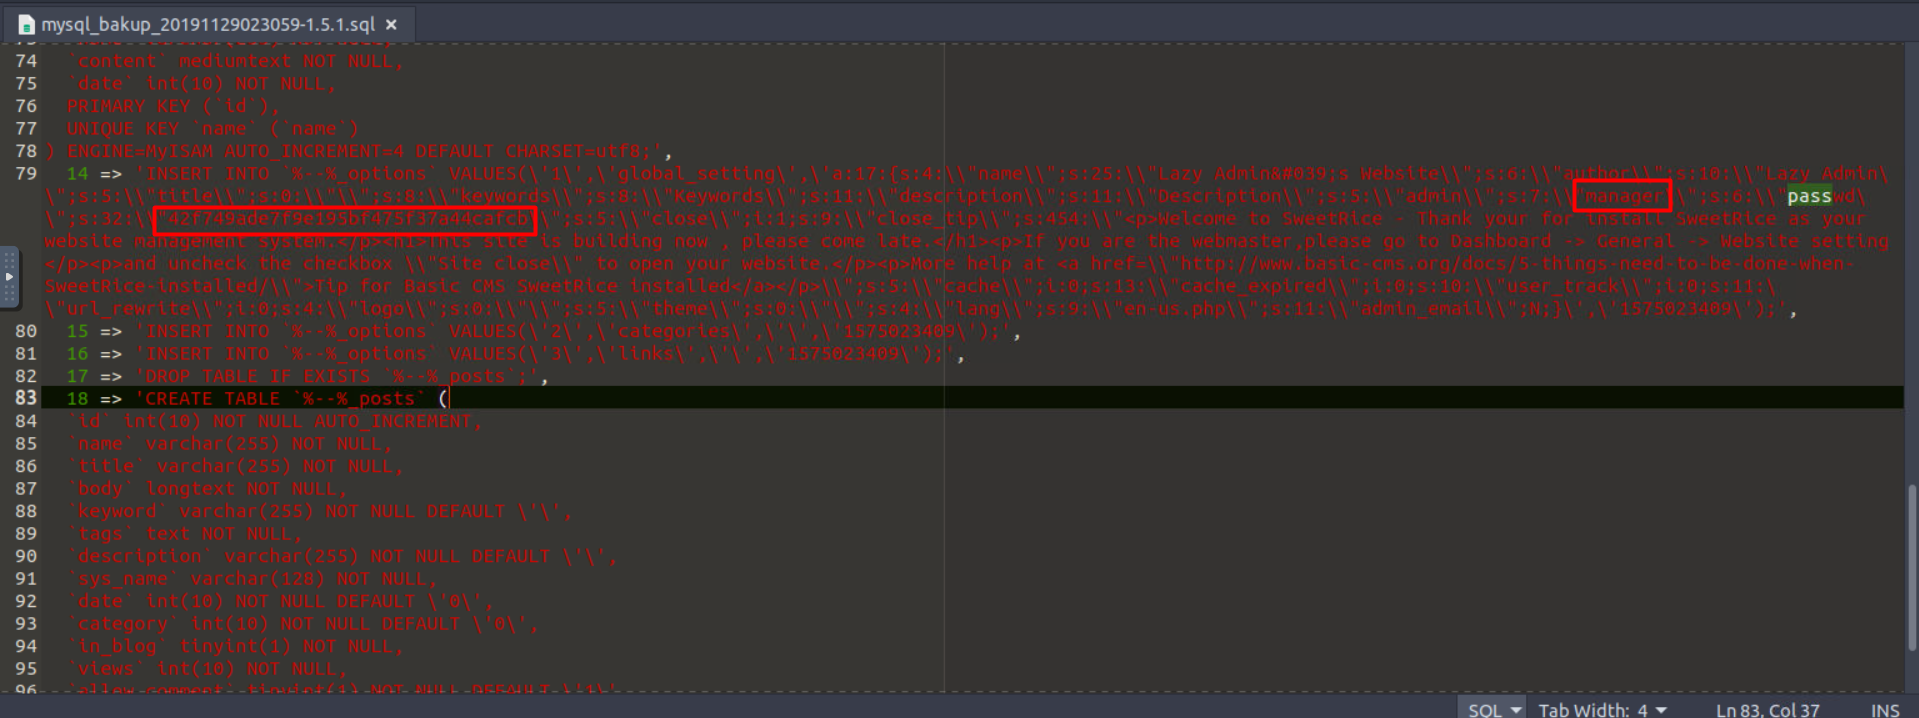 mysql_bakup_20191129023059-1.5.1.sql ×
74 `content` mediumtext NOT NULL,
75 `date` int(10) NOT NULL,
76 PRIMARY KEY (`id`),
77 UNIQUE KEY `name` (`name`)
78 ) ENGINE=MyISAM AUTO_INCREMENT=4 DEFAULT CHARSET=utf8;',
79 14 => 'INSERT INTO `%--%_options` VALUES(\'1\',\'global_setting\',\'a:17:{s:4:\\"name\\";s:25:\\"Lazy Admin&#039;s Website\\";s:6:\\"author\\";s:10:\\"Lazy Admin\
\";s:5:\\"title\\";s:0:\\"\\";s:8:\\"keywords\\";s:8:\\"Keywords\\";s:11:\\"description\\";s:11:\\"Description\\";s:5:\\"admin\\";s:7:\\"manager\\";s:6:\\"passwd\
\";s:32:\\"42f749ade7f9e195bf475f37a44cafcb\\";s:5:\\"close\\";i:1;s:9:\\"close_tip\\";s:454:\\"<p>Welcome to SweetRice - Thank your for install SweetRice as your
website management system.</p><h1>This site is building now , please come late.</h1><p>If you are the webmaster,please go to Dashboard -> General -> Website setting
</p><p>and uncheck the checkbox \\"Site close\\" to open your website.</p><p>More help at <a href=\\"http://www.basic-cms.org/docs/5-things-need-to-be-done-when-
SweetRice-installed/\\">Tip for Basic CMS SweetRice installed</a></p>\\";s:5:\\"cache\\";i:0;s:13:\\"cache_expired\\";i:0;s:10:\\"user_track\\";i:0;s:11:\
\"url_rewrite\\";i:0;s:4:\\"logo\\";s:0:\\"\\";s:5:\\"theme\\";s:0:\\"\\";s:4:\\"lang\\";s:9:\\"en-us.php\\";s:11:\\"admin_email\\";N;}\',\'1575023409\');',
80 15 => 'INSERT INTO `%--%_options` VALUES(\'2\',\'categories\',\'\',\'1575023409\');',
81 16 => 'INSERT INTO `%--%_options` VALUES(\'3\',\'links\',\'\',\'1575023409\');',
82 17 => 'DROP TABLE IF EXISTS `%--%_posts`;',
83 18 => 'CREATE TABLE `%--%_posts` (
84 `id` int(10) NOT NULL AUTO_INCREMENT,
85 `name` varchar(255) NOT NULL,
86 `title` varchar(255) NOT NULL,
87 `body` longtext NOT NULL,
88 `keyword` varchar(255) NOT NULL DEFAULT \'\',
89 `tags` text NOT NULL,
90 `description` varchar(255) NOT NULL DEFAULT \'\',
91 `sys_name` varchar(128) NOT NULL,
92 `date` int(10) NOT NULL DEFAULT \'0\',
93 `category` int(10) NOT NULL DEFAULT \'0\',
94 `in_blog` tinyint(1) NOT NULL,
95 `views` int(10) NOT NULL,
96 `allow_comment` tinyint(1) NOT NULL DEFAULT \'1\'
SQL Tab Width: 4 Ln 83, Col 37 INS